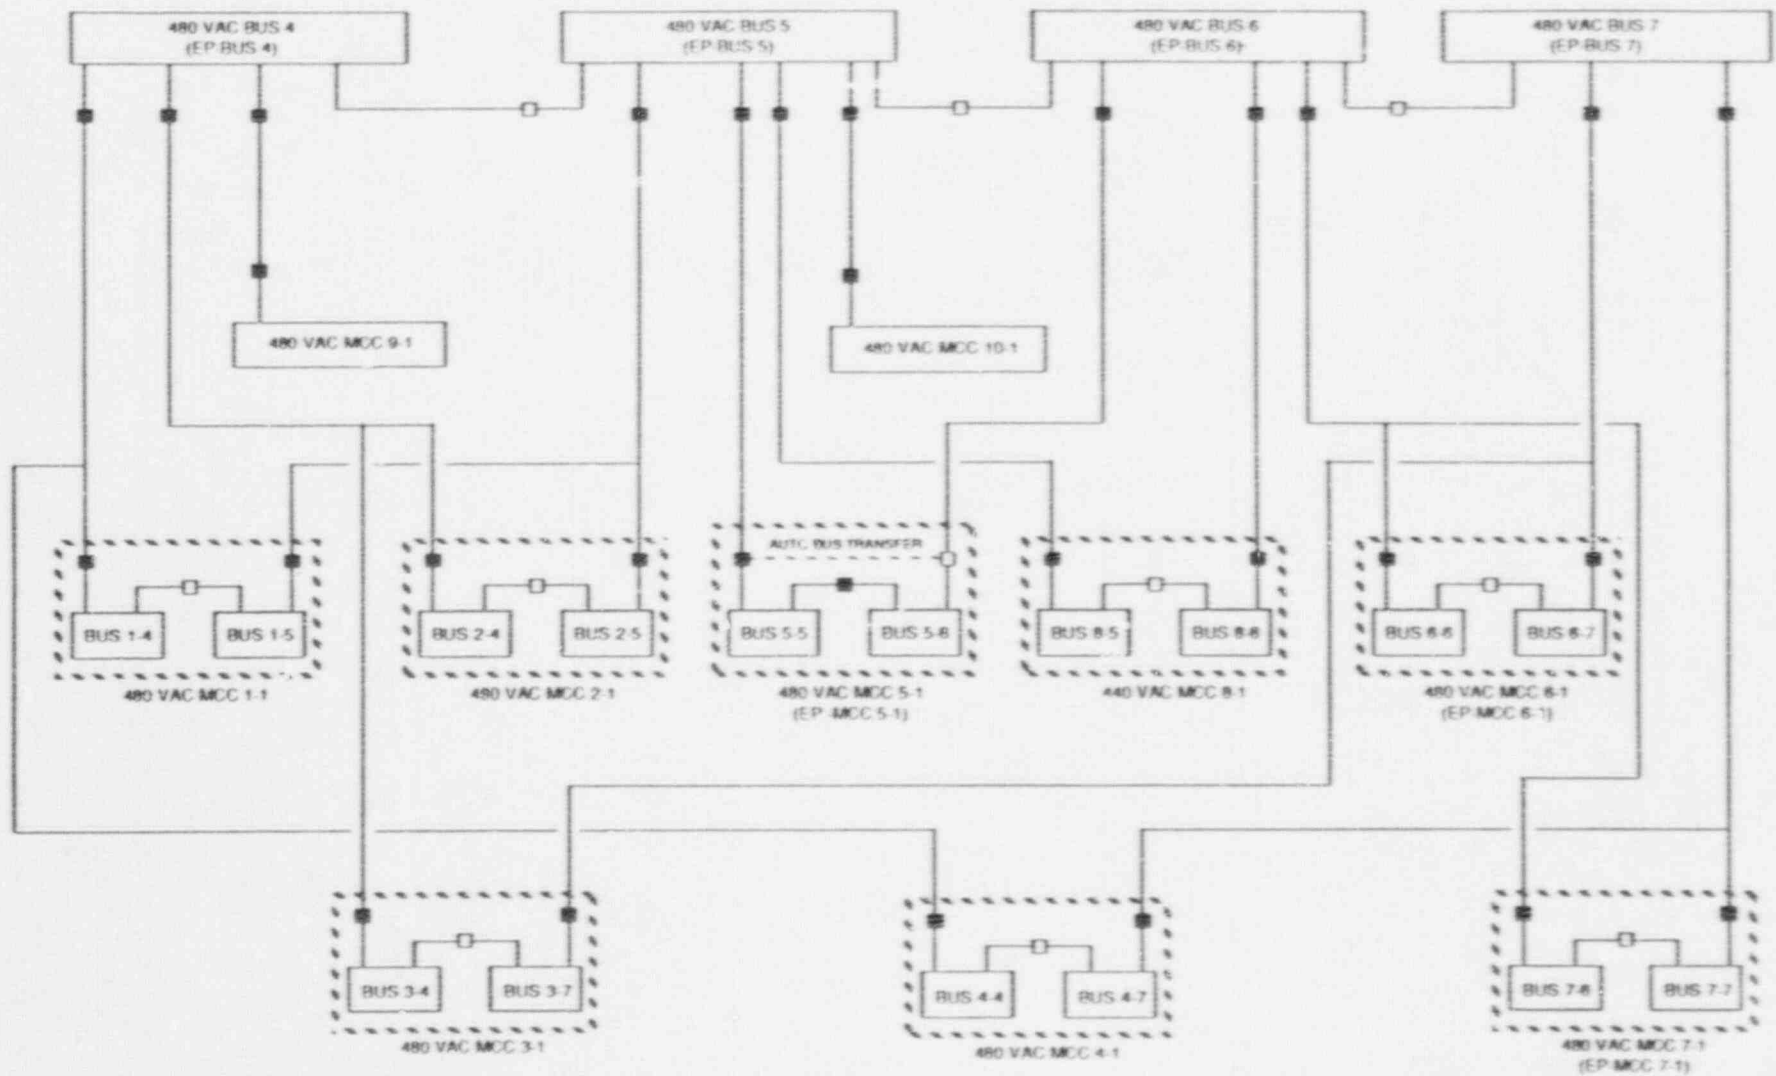 480 VAC BUS 4
(EP-BUS 4)
480 VAC BUS 5
(EP-BUS 5)
480 VAC BUS 6
(EP-BUS 6)
480 VAC BUS 7
(EP-BUS 7)
480 VAC MCC 9-1
480 VAC MCC 10-1
AUTO BUS TRANSFER
BUS 1-4
BUS 1-5
BUS 2-4
BUS 2-5
BUS 5-5
BUS 5-6
BUS 8-5
BUS 8-6
BUS 6-6
BUS 6-7
480 VAC MCC 1-1
480 VAC MCC 2-1
480 VAC MCC 5-1
(EP-MCC 5-1)
440 VAC MCC 8-1
480 VAC MCC 6-1
(EP-MCC 6-1)
BUS 3-4
BUS 3-7
BUS 4-4
BUS 4-7
BUS 7-6
BUS 7-7
480 VAC MCC 3-1
480 VAC MCC 4-1
480 VAC MCC 7-1
(EP-MCC 7-1)